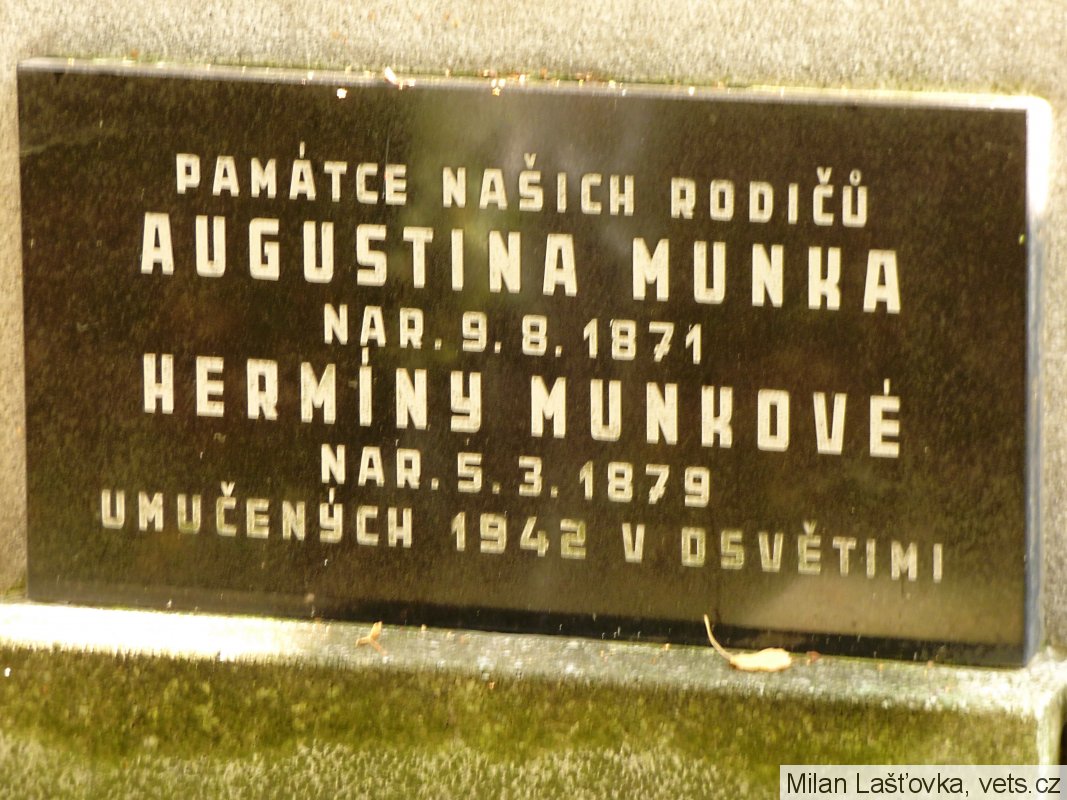 PAMÁTCE NAŠICH RODIČŮ
AUGUSTINA MUNKA
NAR. 9. 8. 1871
HERMÍNY MUNKOVÉ
NAR. 5. 3. 1879
UMUČENÝCH 1942 V OSVĚTIMI
Milan Lašťovka, vets.cz